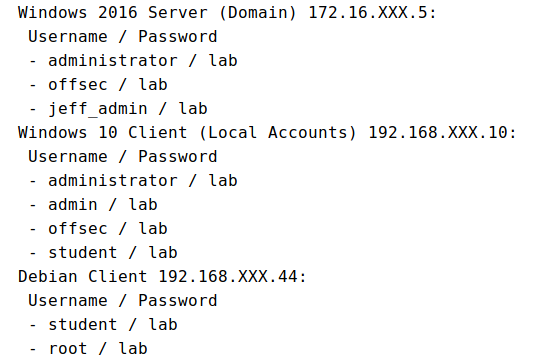 Windows 2016 Server (Domain) 172.16.XXX.5:
Username / Password
- administrator / lab
- offsec / lab
- jeff_admin / lab
Windows 10 Client (Local Accounts) 192.168.XXX.10:
Username / Password
- administrator / lab
- admin / lab
- offsec / lab
- student / lab
Debian Client 192.168.XXX.44:
Username / Password
- student / lab
- root / lab